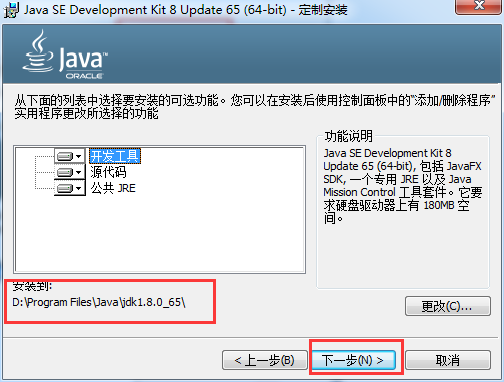 Java SE Development Kit 8 Update 65 (64-bit) - 定制安装
Java
ORACLE
从下面的列表中选择要安装的可选功能。您可以在安装后使用控制面板中的“添加/删除程序”
实用程序更改所选择的功能
开发工具
源代码
公共 JRE
功能说明
Java SE Development Kit 8
Update 65 (64-bit), 包括 JavaFX
SDK, 一个专用 JRE 以及 Java
Mission Control 工具套件。它要
求硬盘驱动器上有 180MB 空
间。
安装到:
D:\Program Files\Java\jdk1.8.0_65\
更改(C)...
< 上一步(B)
下一步(N) >
取消